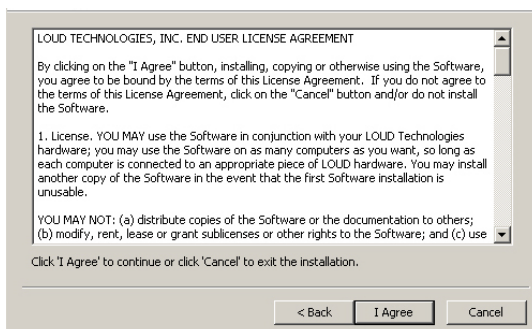 LOUD TECHNOLOGIES, INC. END USER LICENSE AGREEMENT
By clicking on the "I Agree" button, installing, copying or otherwise using the Software,
you agree to be bound by the terms of this License Agreement.  If you do not agree to
the terms of this License Agreement, click on the "Cancel" button and/or do not install
the Software.
1. License. YOU MAY use the Software in conjunction with your LOUD Technologies
hardware; you may use the Software on as many computers as you want, so long as
each computer is connected to an appropriate piece of LOUD hardware. You may install
another copy of the Software in the event that the first Software installation is
unusable.
YOU MAY NOT: (a) distribute copies of the Software or the documentation to others;
(b) modify, rent, lease or grant sublicenses or other rights to the Software; and (c) use
Click 'I Agree' to continue or click 'Cancel' to exit the installation.
< Back I Agree Cancel